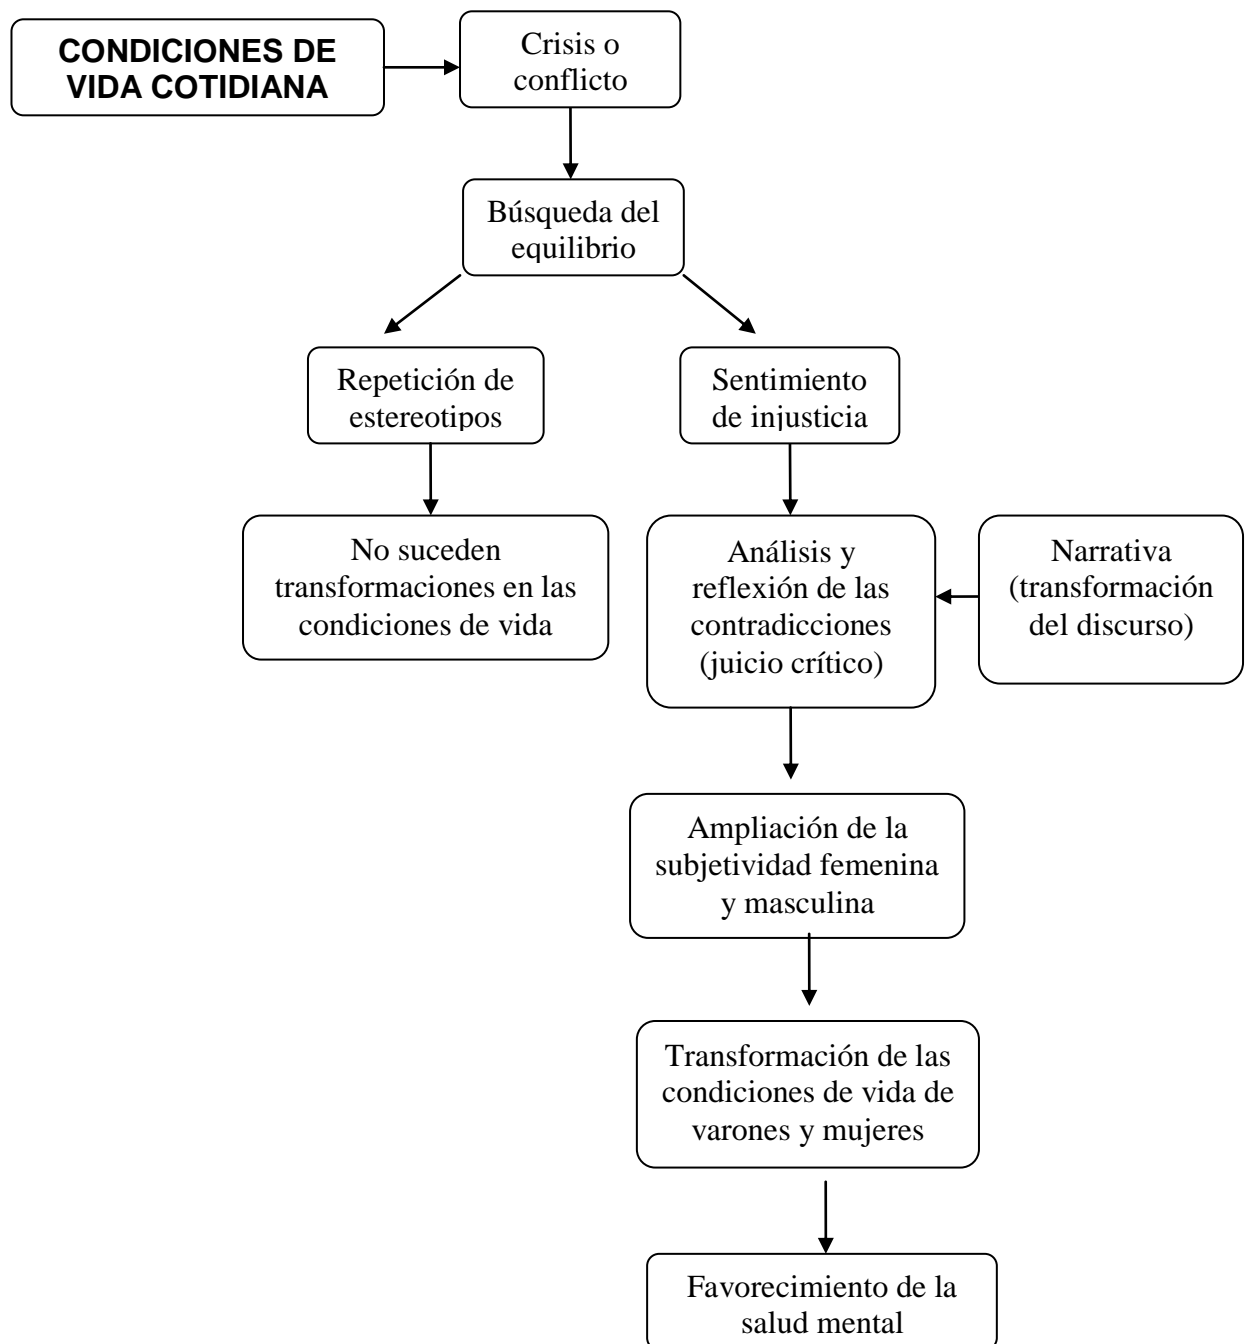 CONDICIONES DE
VIDA COTIDIANA
Crisis o
conflicto
Búsqueda del
equilibrio
Repetición de
estereotipos
Sentimiento
de injusticia
No suceden
transformaciones en las
condiciones de vida
Análisis y
reflexión de las
contradicciones
(juicio crítico)
Narrativa
(transformación
del discurso)
Ampliación de la
subjetividad femenina
y masculina
Transformación de las
condiciones de vida de
varones y mujeres
Favorecimiento de la
salud mental